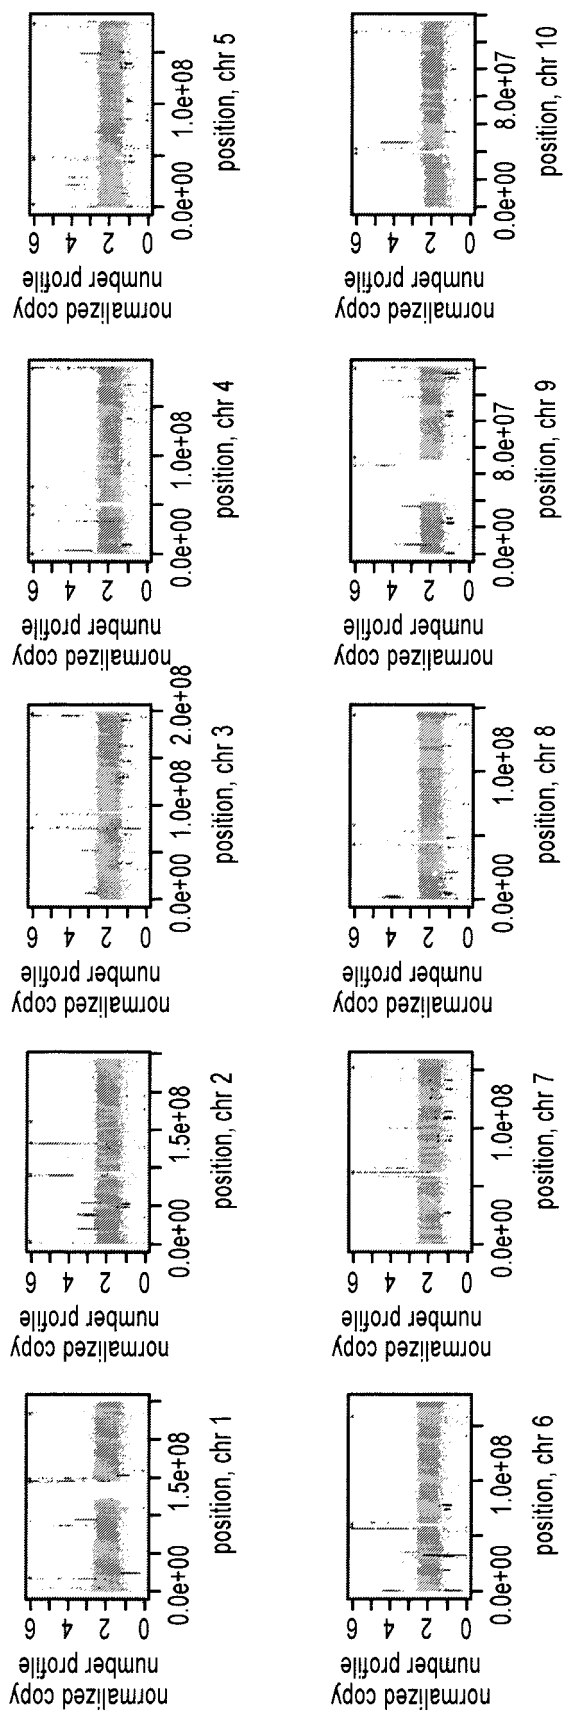 normalized copy
number profile
6
4
2
0
0.0e+00 1.5e+08
position, chr 1
normalized copy
number profile
6
4
2
0
0.0e+00 1.5e+08
position, chr 2
normalized copy
number profile
6
4
2
0
0.0e+00 1.0e+08 2.0e+08
position, chr 3
normalized copy
number profile
6
4
2
0
0.0e+00 1.0e+08
position, chr 4
normalized copy
number profile
6
4
2
0
0.0e+00 1.0e+08
position, chr 5
normalized copy
number profile
6
4
2
0
0.0e+00 1.0e+08
position, chr 6
normalized copy
number profile
6
4
2
0
0.0e+00 1.0e+08
position, chr 7
normalized copy
number profile
6
4
2
0
0.0e+00 1.0e+08
position, chr 8
normalized copy
number profile
6
4
2
0
0.0e+00 8.0e+07
position, chr 9
normalized copy
number profile
6
4
2
0
0.0e+00 8.0e+07
position, chr 10